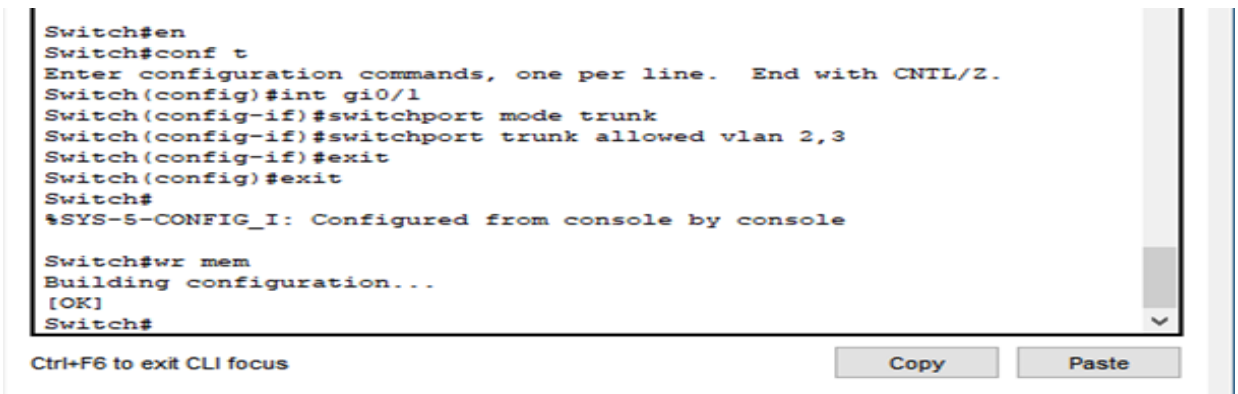 Switch#en
Switch#conf t
Enter configuration commands, one per line.  End with CNTL/Z.
Switch(config)#int gi0/1
Switch(config-if)#switchport mode trunk
Switch(config-if)#switchport trunk allowed vlan 2,3
Switch(config-if)#exit
Switch(config)#exit
Switch#
%SYS-5-CONFIG_I: Configured from console by console
Switch#wr mem
Building configuration...
[OK]
Switch#
Ctrl+F6 to exit CLI focus
Copy
Paste